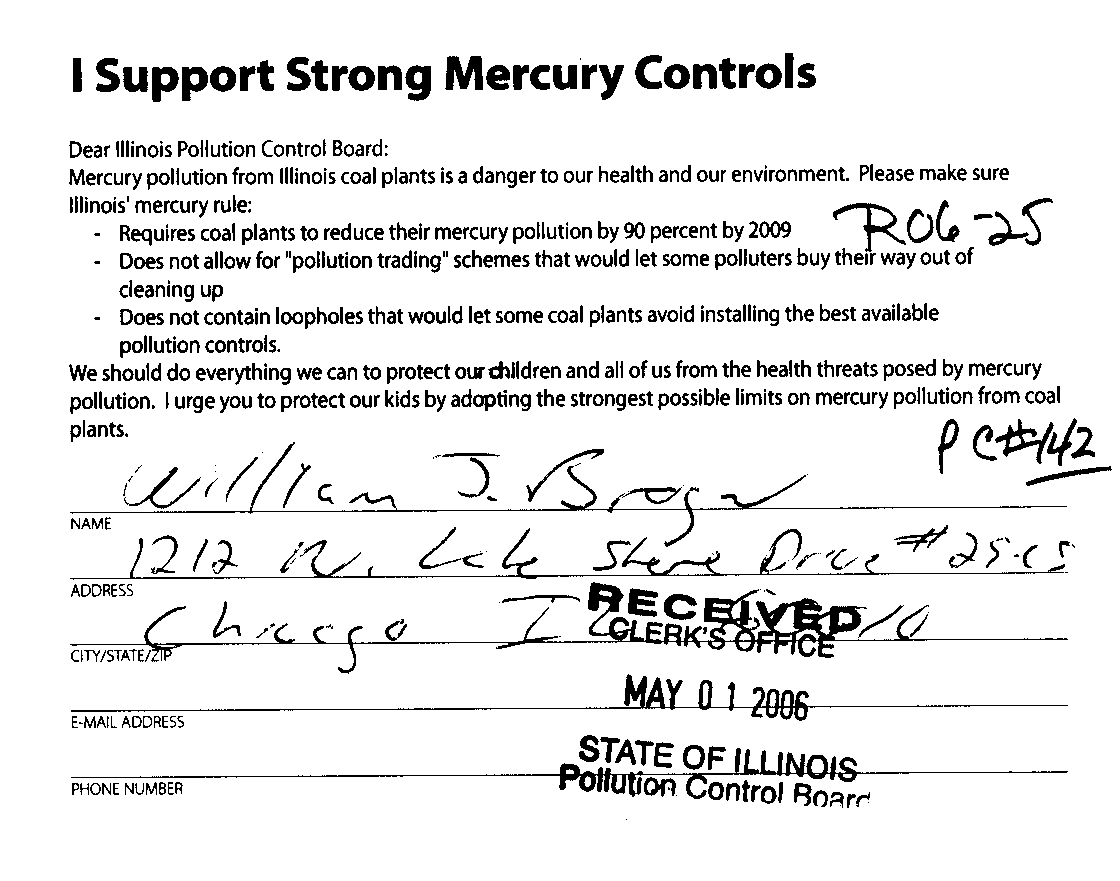 I Support Strong Mercury Controls
Dear Illinois Pollution Control Board:
Mercury pollution from Illinois coal plants is a danger to our health and our environment. Please make sure
Illinois' mercury rule:
- Requires coal plants to reduce their mercury pollution by 90 percent by 2009
R06-25
- Does not allow for "pollution trading" schemes that would let some polluters buy their way out of
cleaning up
- Does not contain loopholes that would let some coal plants avoid installing the best available
pollution controls.
We should do everything we can to protect our children and all of us from the health threats posed by mercury
pollution. I urge you to protect our kids by adopting the strongest possible limits on mercury pollution from coal
plants.
PC#142
William J.
NAME
1212 N. Lake Shore Drive #
ADDRESS
Chicago IL
RECEIVED
CLERK'S OFFICE
CITY/STATE/ZIP
MAY 01 2006
E-MAIL ADDRESS
STATE OF ILLINOIS
Pollution Control Board
PHONE NUMBER